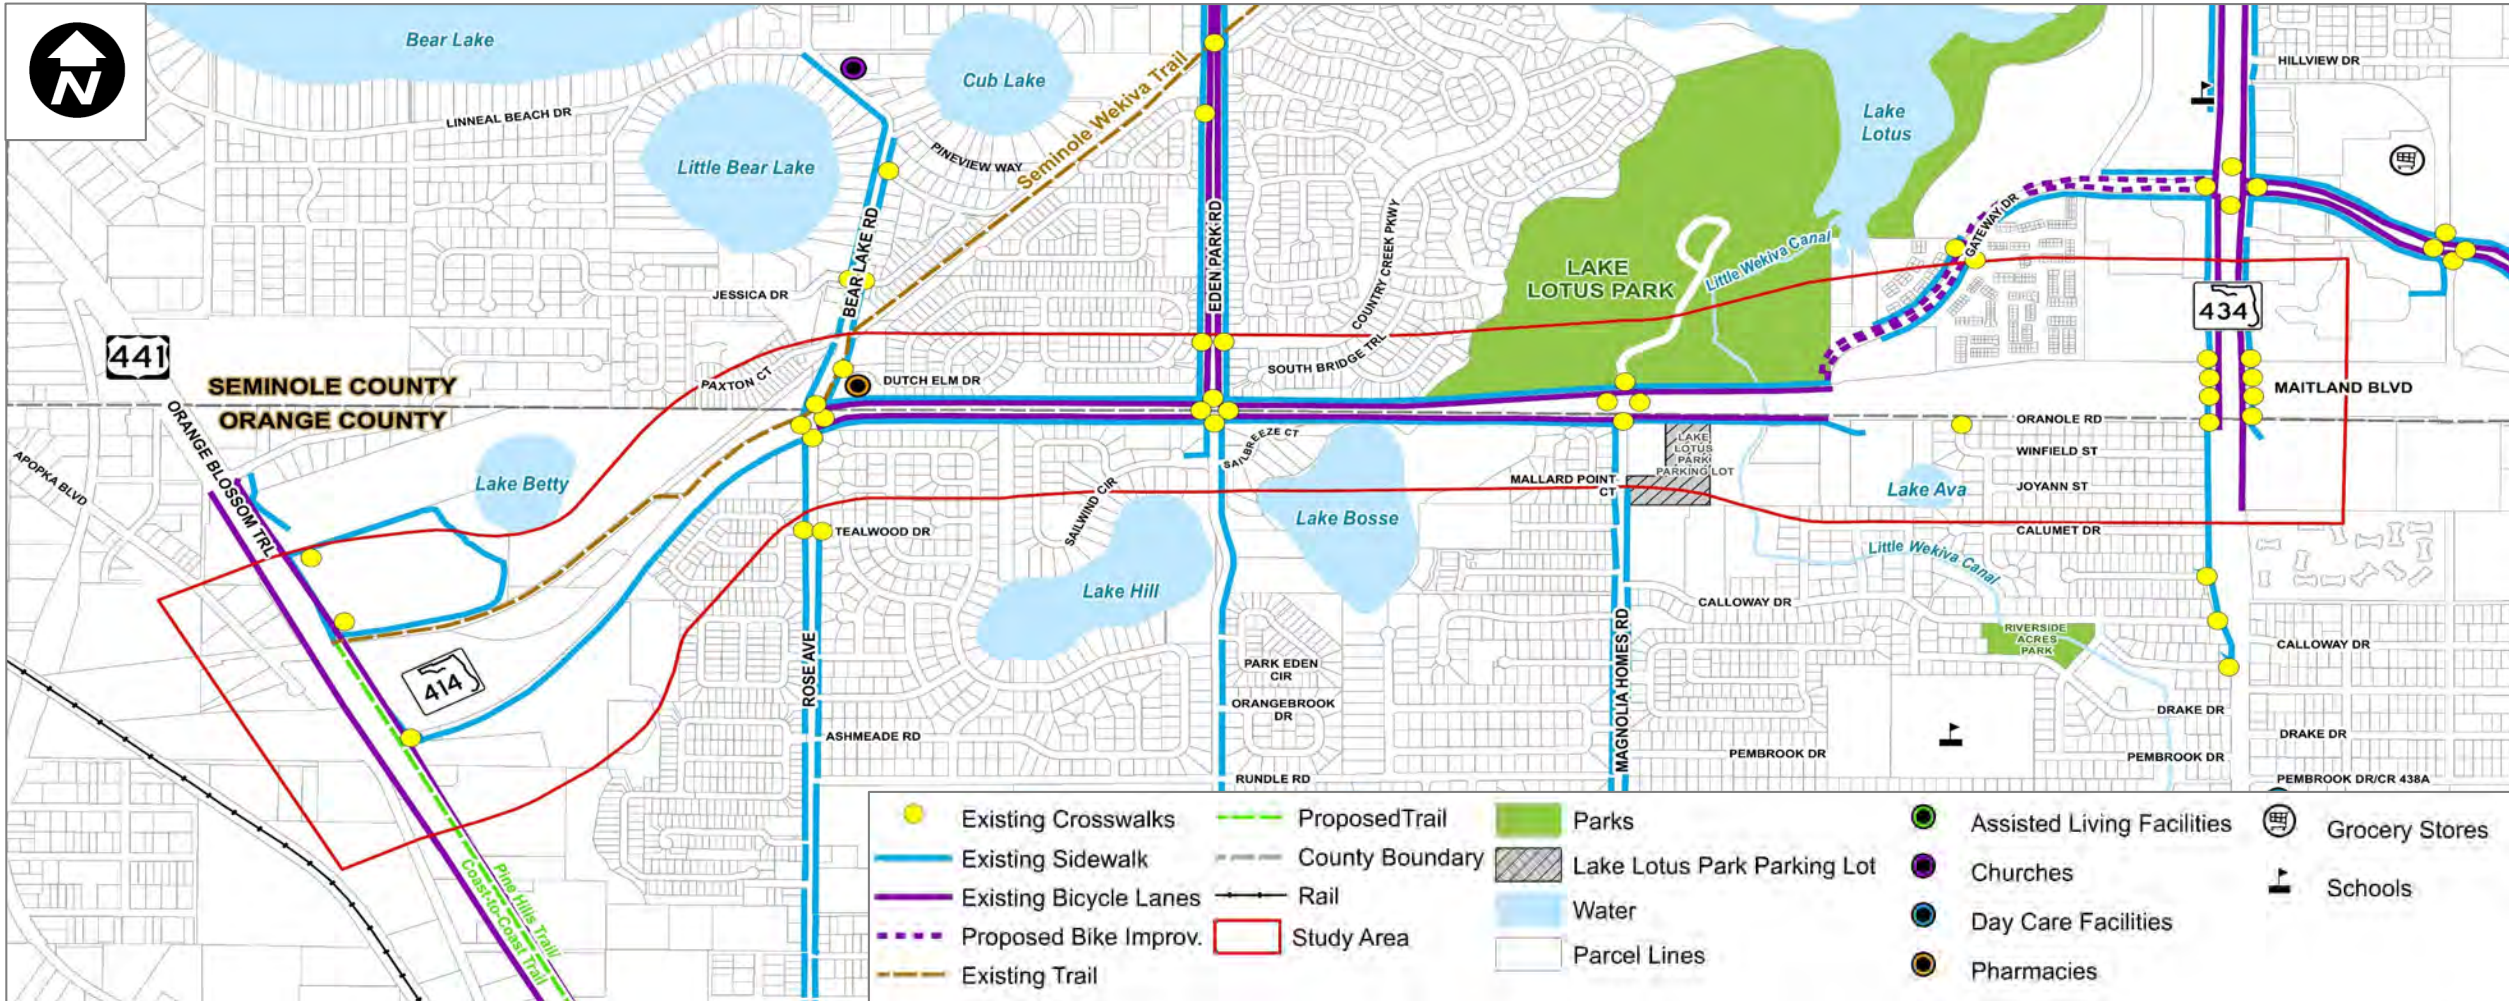 N
Bear Lake
Cub Lake
Little Bear Lake
LINNEAL BEACH DR
PINEVIEW WAY
Seminole Wekiva Trail
BEAR LAKE RD
JESSICA DR
EDEN PARK RD
COUNTRY CREEK PKWY
SOUTH BRIDGE TRL
LAKE
LOTUS PARK
Little Wekiva Canal
Lake
Lotus
GATEWAY DR
HILLVIEW DR
434
MAITLAND BLVD
441
SEMINOLE COUNTY
ORANGE COUNTY
PAXTON CT
DUTCH ELM DR
ORANGE BLOSSOM TRL
APOPKA BLVD
Lake Betty
414
ROSE AVE
TEALWOOD DR
ASHMEADE RD
SAILWIND CIR
SAILBREEZE CT
Lake Hill
Lake Bosse
MALLARD POINT
CT
LAKE
LOTUS
PARK
PARKING LOT
MAGNOLIA HOMES RD
ORANOLE RD
WINFIELD ST
JOYANN ST
CALUMET DR
Lake Ava
Little Wekiva Canal
CALLOWAY DR
RIVERSIDE
ACRES
PARK
CALLOWAY DR
PARK EDEN
CIR
ORANGEBROOK
DR
RUNDLE RD
PEMBROOK DR
DRAKE DR
DRAKE DR
PEMBROOK DR
PEMBROOK DR/CR 438A
Pine Hills Trail/
Coast-to-Coast Trail
Existing Crosswalks
Existing Sidewalk
Existing Bicycle Lanes
Proposed Bike Improv.
Existing Trail
ProposedTrail
County Boundary
Rail
Study Area
Parks
Lake Lotus Park Parking Lot
Water
Parcel Lines
Assisted Living Facilities
Churches
Day Care Facilities
Pharmacies
Grocery Stores
Schools